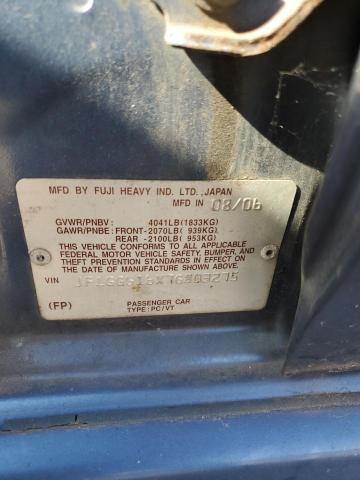 MFD BY FUJI HEAVY IND. LTD. JAPAN
MFD IN 08/06
GVWR/PNBV : 4041LB(1833KG)
GAWR/PNBE:FRONT-2070LB( 939KG)
REAR -2100LB( 953KG)
THIS VEHICLE CONFORMS TO ALL APPLICABLE
FEDERAL MOTOR VEHICLE SAFETY, BUMPER, AND
THEFT PREVENTION STANDARDS IN EFFECT ON
THE DATE OF MANUFACTURE SHOWN ABOVE.
VIN
(FP)
PASSENGER CAR
TYPE:PC/VT